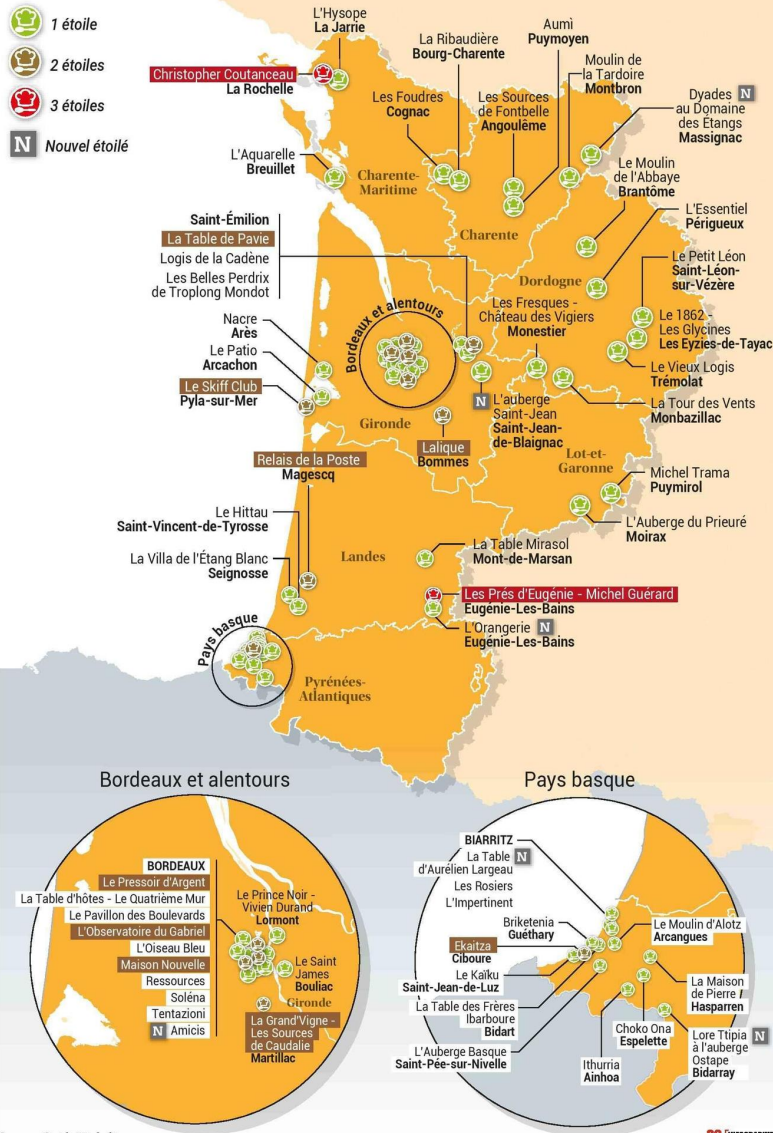 1 étoile
2 étoiles
3 étoiles
N Nouvel étoilé
L'Hysope
La Jarrie
Christopher Coutanceau
La Rochelle
La Ribaudière
Bourg-Charente
Aumì
Puymoyen
Moulin de
la Tardoire
Montbron
Les Foudres
Cognac
Les Sources
de Fontbelle
Angoulême
Dyades N
au Domaine
des Étangs
Massignac
L'Aquarelle
Breuillet
Charente-
Maritime
Charente
Le Moulin
de l'Abbaye
Brantôme
L'Essentiel
Périgueux
Saint-Émilion
La Table de Pavie
Logis de la Cadène
Les Belles Perdrix
de Troplong Mondot
Dordogne
Le Petit Léon
Saint-Léon-
sur-Vézère
Bordeaux et alentours
Les Fresques -
Château des Vigiers
Monestier
Le 1862 -
Les Glycines
Les Eyzies-de-Tayac
Nacre
Arès
Le Patio
Arcachon
Le Skiff Club
Pyla-sur-Mer
Le Vieux Logis
Trémolat
La Tour des Vents
Monbazillac
Gironde
N L'auberge
Saint-Jean
Saint-Jean-
de-Blaignac
Lalique
Bommes
Lot-et-
Garonne
Relais de la Poste
Magescq
Michel Trama
Puymirol
L'Auberge du Prieuré
Moirax
Le Hittau
Saint-Vincent-de-Tyrosse
La Villa de l'Étang Blanc
Seignosse
Landes
La Table Mirasol
Mont-de-Marsan
Les Prés d'Eugénie - Michel Guérard
Eugénie-Les-Bains
L'Orangerie N
Eugénie-Les-Bains
Pays basque
Pyrénées-
Atlantiques
Bordeaux et alentours
BORDEAUX
Le Pressoir d'Argent
La Table d'hôtes - Le Quatrième Mur
Le Pavillon des Boulevards
L'Observatoire du Gabriel
L'Oiseau Bleu
Maison Nouvelle
Ressources
Soléna
Tentazioni
N Amicis
Le Prince Noir -
Vivien Durand
Lormont
Le Saint
James
Bouliac
Gironde
La Grand'Vigne -
Les Sources
de Caudalie
Martillac
Pays basque
BIARRITZ
La Table N
d'Aurélien Largeau
Les Rosiers
L'Impertinent
Briketenia
Guéthary
Ekaitza
Ciboure
Le Kaïku
Saint-Jean-de-Luz
La Table des Frères
Ibarboure
Bidart
L'Auberge Basque
Saint-Pée-sur-Nivelle
Le Moulin d'Alotz
Arcangues
La Maison
de Pierre /
Hasparren
Choko Ona
Espelette
Ithurria
Ainhoa
Lore Ttipia N
à l'auberge
Ostape
Bidarray